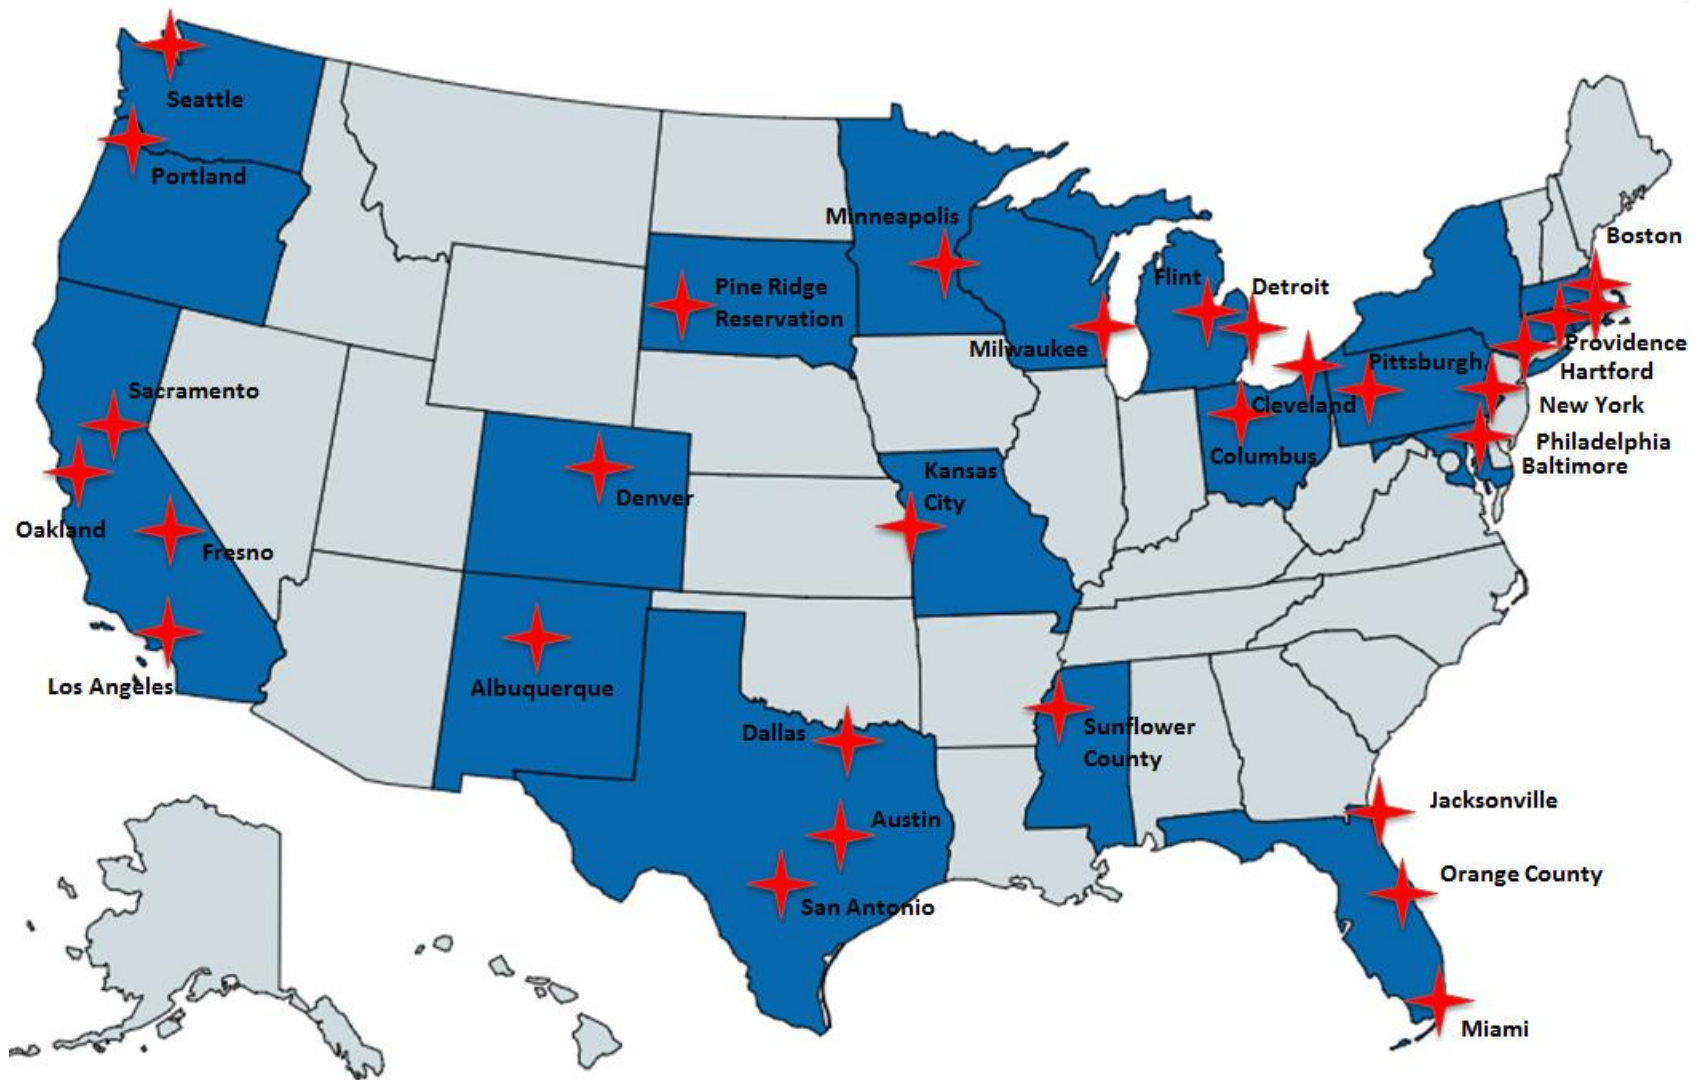 Seattle
Portland
Minneapolis
Boston
Flint
Detroit
Pine Ridge
Reservation
Milwaukee
Providence
Pittsburgh
Hartford
Sacramento
Cleveland
New York
Philadelphia
Columbus
Baltimore
Kansas
City
Denver
Oakland
Fresno
Los Angeles
Albuquerque
Dallas
Sunflower
County
Jacksonville
Austin
Orange County
San Antonio
Miami